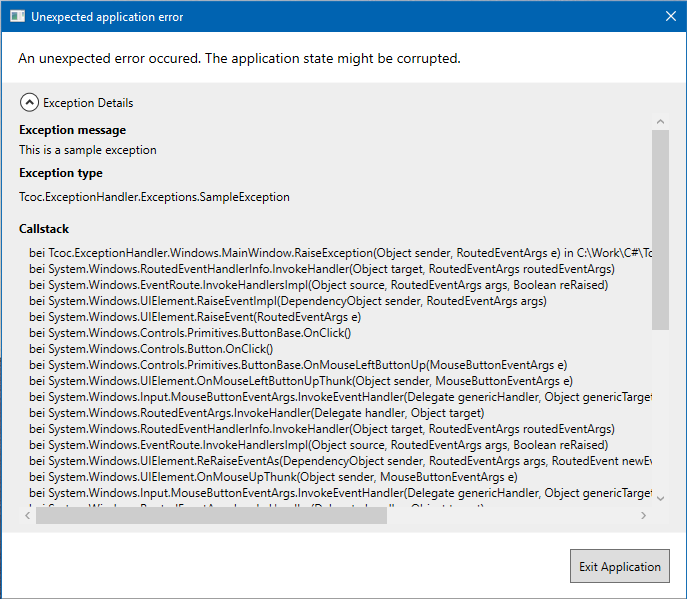 Unexpected application error
An unexpected error occured. The application state might be corrupted.
Exception Details
Exception message
This is a sample exception
Exception type
Tcoc.ExceptionHandler.Exceptions.SampleException
Callstack
bei Tcoc.ExceptionHandler.Windows.MainWindow.RaiseException(Object sender, RoutedEventArgs e) in C:\Work\C#\Tc
bei System.Windows.RoutedEventHandlerInfo.InvokeHandler(Object target, RoutedEventArgs routedEventArgs)
bei System.Windows.EventRoute.InvokeHandlersImpl(Object source, RoutedEventArgs args, Boolean reRaised)
bei System.Windows.UIElement.RaiseEventImpl(DependencyObject sender, RoutedEventArgs args)
bei System.Windows.UIElement.RaiseEvent(RoutedEventArgs e)
bei System.Windows.Controls.Primitives.ButtonBase.OnClick()
bei System.Windows.Controls.Button.OnClick()
bei System.Windows.Controls.Primitives.ButtonBase.OnMouseLeftButtonUp(MouseButtonEventArgs e)
bei System.Windows.UIElement.OnMouseLeftButtonUpThunk(Object sender, MouseButtonEventArgs e)
bei System.Windows.Input.MouseButtonEventArgs.InvokeEventHandler(Delegate genericHandler, Object genericTarget
bei System.Windows.RoutedEventArgs.InvokeHandler(Delegate handler, Object target)
bei System.Windows.RoutedEventHandlerInfo.InvokeHandler(Object target, RoutedEventArgs routedEventArgs)
bei System.Windows.EventRoute.InvokeHandlersImpl(Object source, RoutedEventArgs args, Boolean reRaised)
bei System.Windows.UIElement.ReRaiseEventAs(DependencyObject sender, RoutedEventArgs args, RoutedEvent newEv
bei System.Windows.UIElement.OnMouseUpThunk(Object sender, MouseButtonEventArgs e)
bei System.Windows.Input.MouseButtonEventArgs.InvokeEventHandler(Delegate genericHandler, Object genericTarget
Exit Application